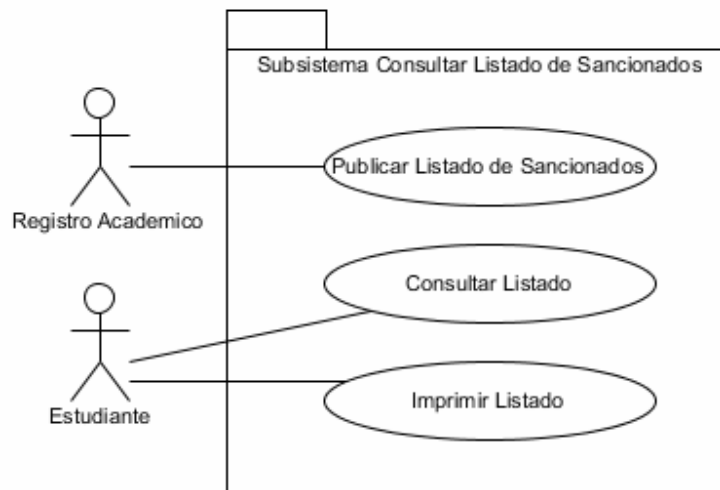 Subsistema Consultar Listado de Sancionados
Publicar Listado de Sancionados
Registro Academico
Consultar Listado
Imprimir Listado
Estudiante